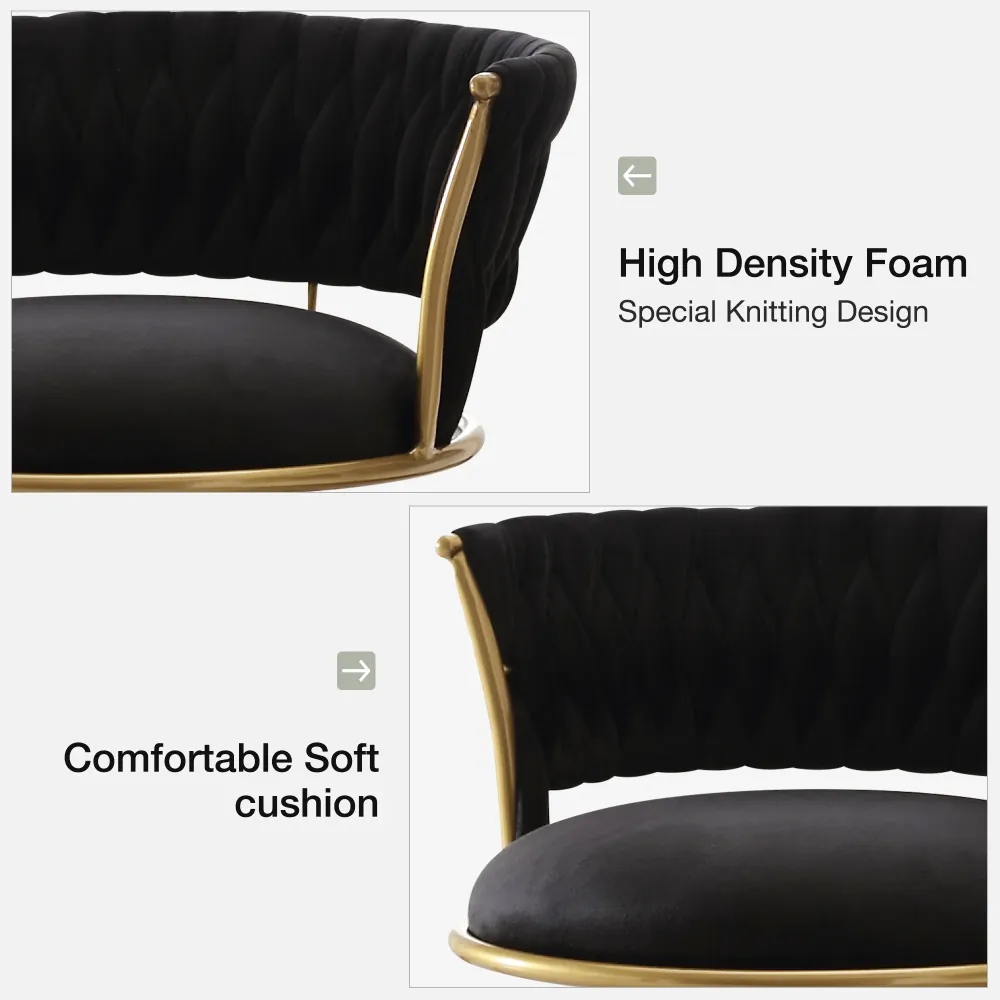 High Density Foam
Special Knitting Design
Comfortable Soft
cushion